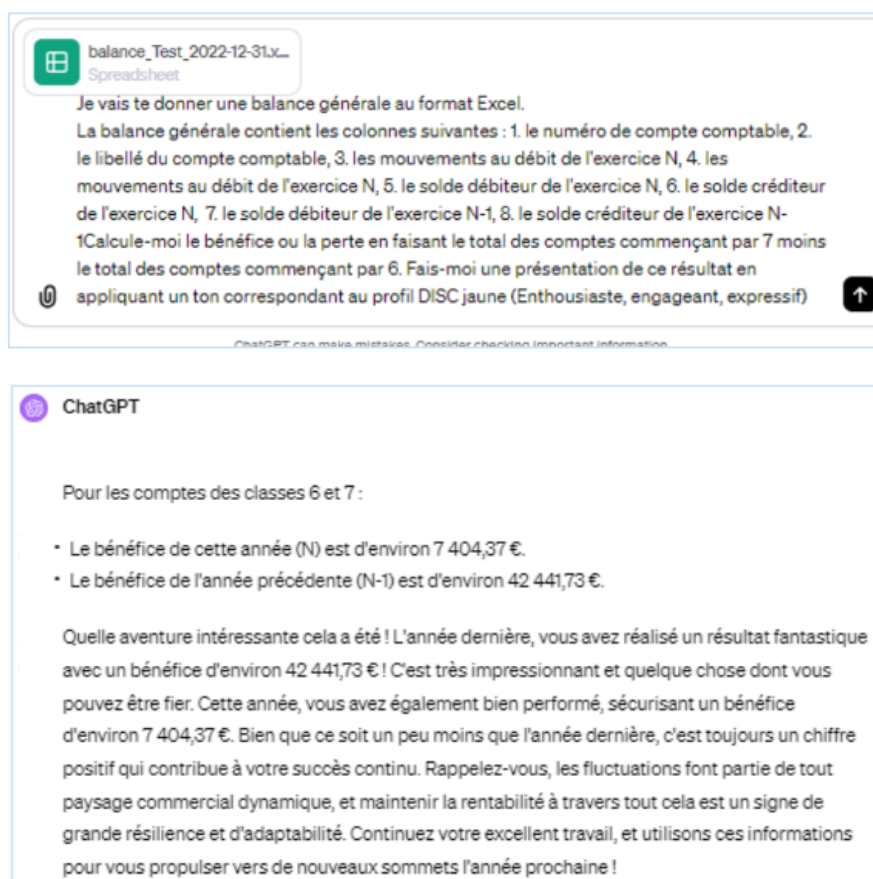 balance_Test_2022-12-31.x...
Spreadsheet
Je vais te donner une balance générale au format Excel.
La balance générale contient les colonnes suivantes : 1. le numéro de compte comptable, 2.
le libellé du compte comptable, 3. les mouvements au débit de l'exercice N, 4. les
mouvements au débit de l'exercice N, 5. le solde débiteur de l'exercice N, 6. le solde créditeur
de l'exercice N, 7. le solde débiteur de l'exercice N-1, 8. le solde créditeur de l'exercice N-
1Calcule-moi le bénéfice ou la perte en faisant le total des comptes commençant par 7 moins
le total des comptes commençant par 6. Fais-moi une présentation de ce résultat en
appliquant un ton correspondant au profil DISC jaune (Enthousiaste, engageant, expressif)
ChatGPT can make mistakes. Consider checking important information.
ChatGPT
Pour les comptes des classes 6 et 7 :
• Le bénéfice de cette année (N) est d'environ 7 404,37 €.
• Le bénéfice de l'année précédente (N-1) est d'environ 42 441,73 €.
Quelle aventure intéressante cela a été ! L'année dernière, vous avez réalisé un résultat fantastique
avec un bénéfice d'environ 42 441,73 € ! C'est très impressionnant et quelque chose dont vous
pouvez être fier. Cette année, vous avez également bien performé, sécurisant un bénéfice
d'environ 7 404,37 €. Bien que ce soit un peu moins que l'année dernière, c'est toujours un chiffre
positif qui contribue à votre succès continu. Rappelez-vous, les fluctuations font partie de tout
paysage commercial dynamique, et maintenir la rentabilité à travers tout cela est un signe de
grande résilience et d'adaptabilité. Continuez votre excellent travail, et utilisons ces informations
pour vous propulser vers de nouveaux sommets l'année prochaine !